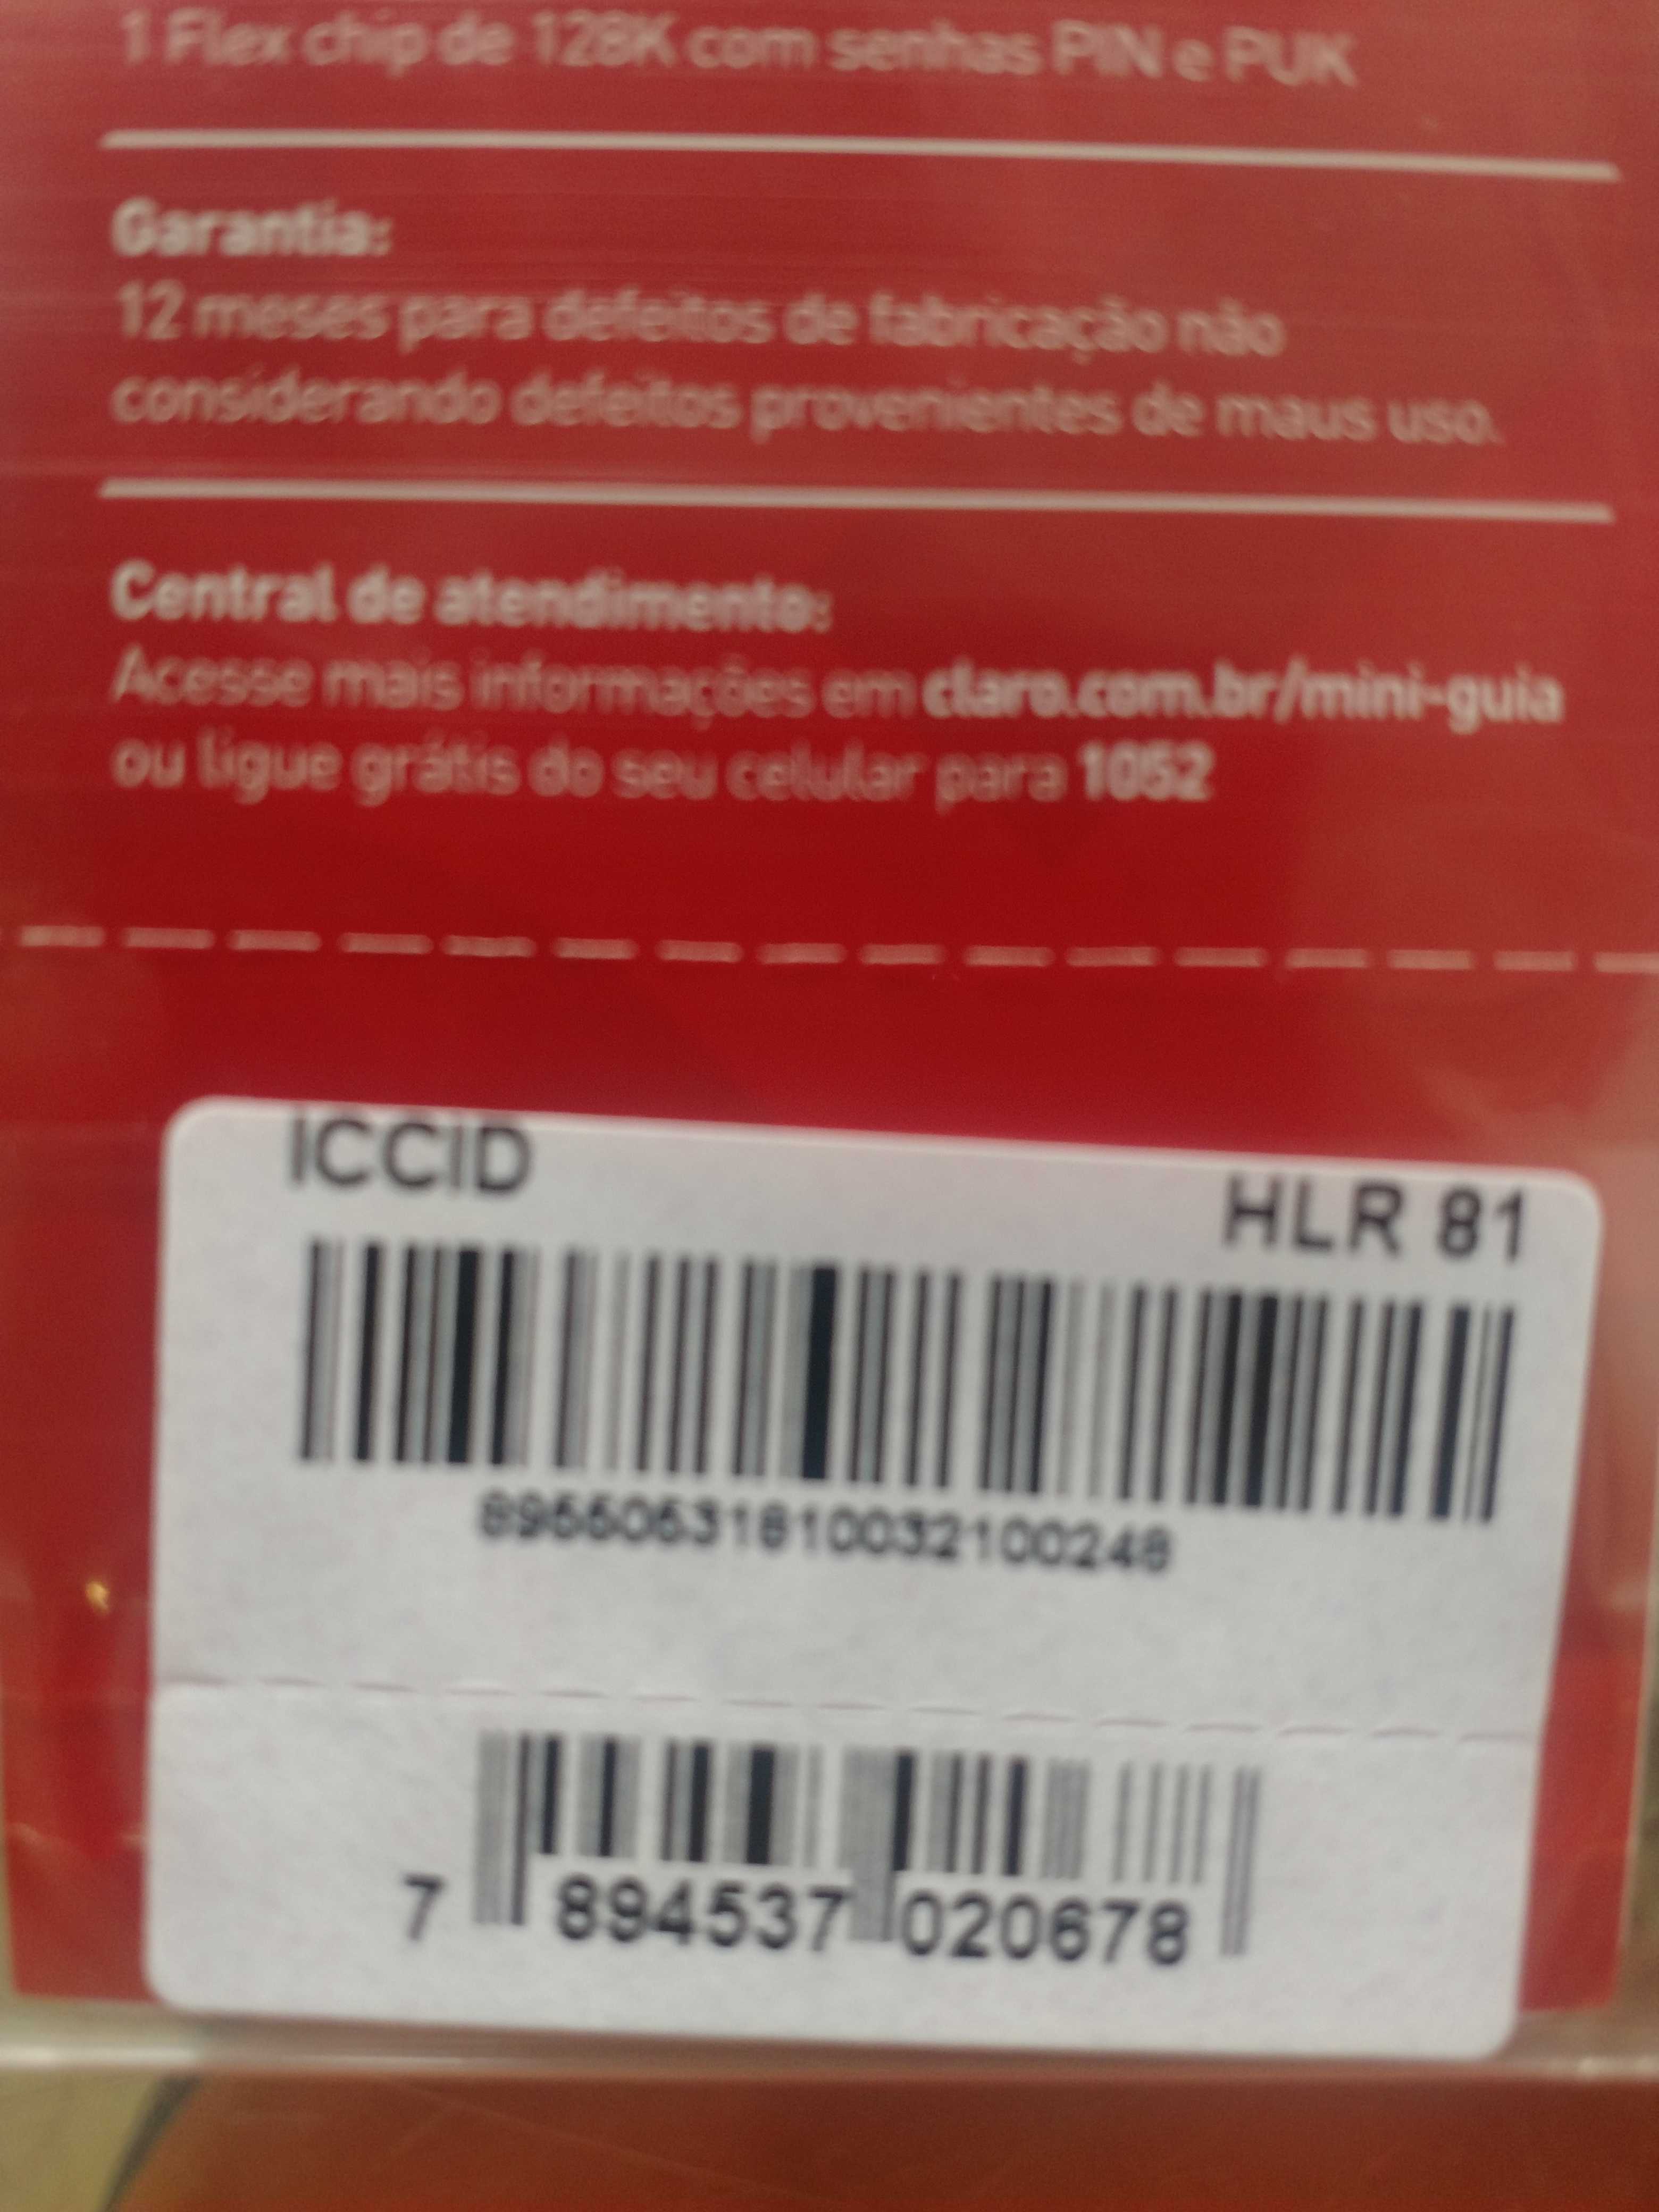 1 Flex chip de 128K com senhas PIN e PUK
Garantia:
12 meses para defeitos de fabricação não
considerando defeitos provenientes de maus uso.
Central de atendimento:
Acesse mais informações em claro.com.br/mini-guia
ou ligue grátis do seu celular para 1052
ICCID
HLR 81
89550531810032100248
7 894537 020678